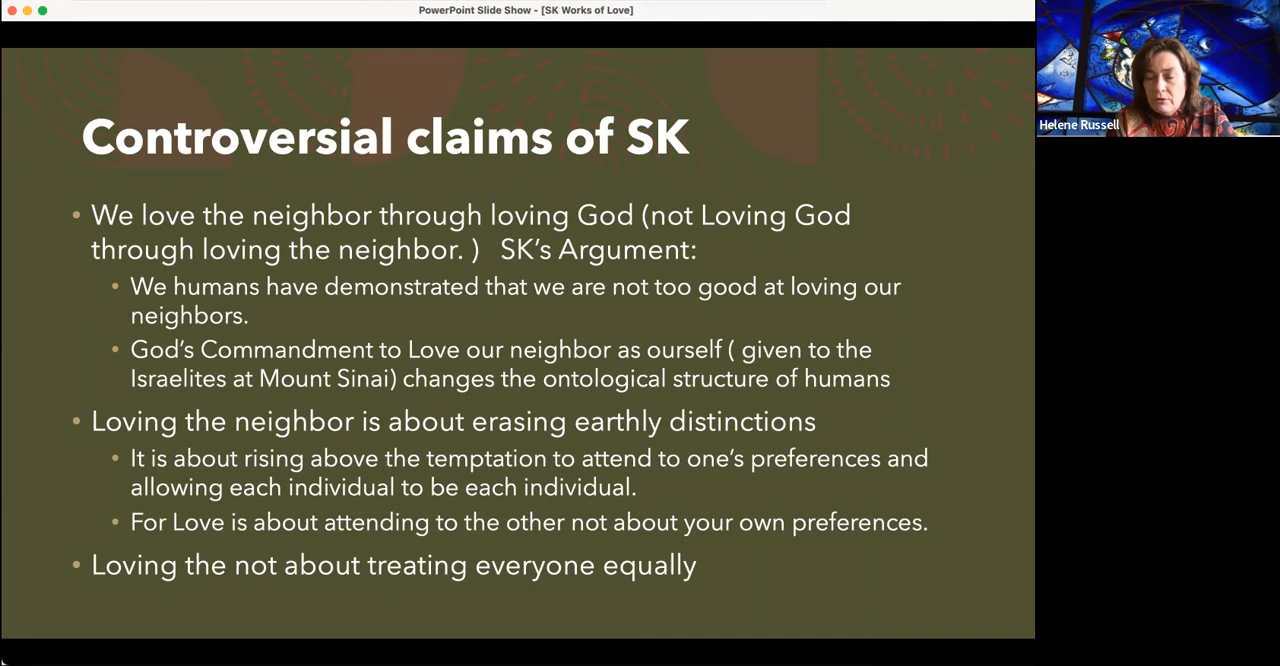 PowerPoint Slide Show - [SK Works of Love]
Helene Russell
Controversial claims of SK
• We love the neighbor through loving God (not Loving God
through loving the neighbor. ) SK's Argument:
• We humans have demonstrated that we are not too good at loving our
neighbors.
• God's Commandment to Love our neighbor as ourself ( given to the
Israelites at Mount Sinai) changes the ontological structure of humans
• Loving the neighbor is about erasing earthly distinctions
• It is about rising above the temptation to attend to one's preferences and
allowing each individual to be each individual.
• For Love is about attending to the other not about your own preferences.
• Loving the not about treating everyone equally